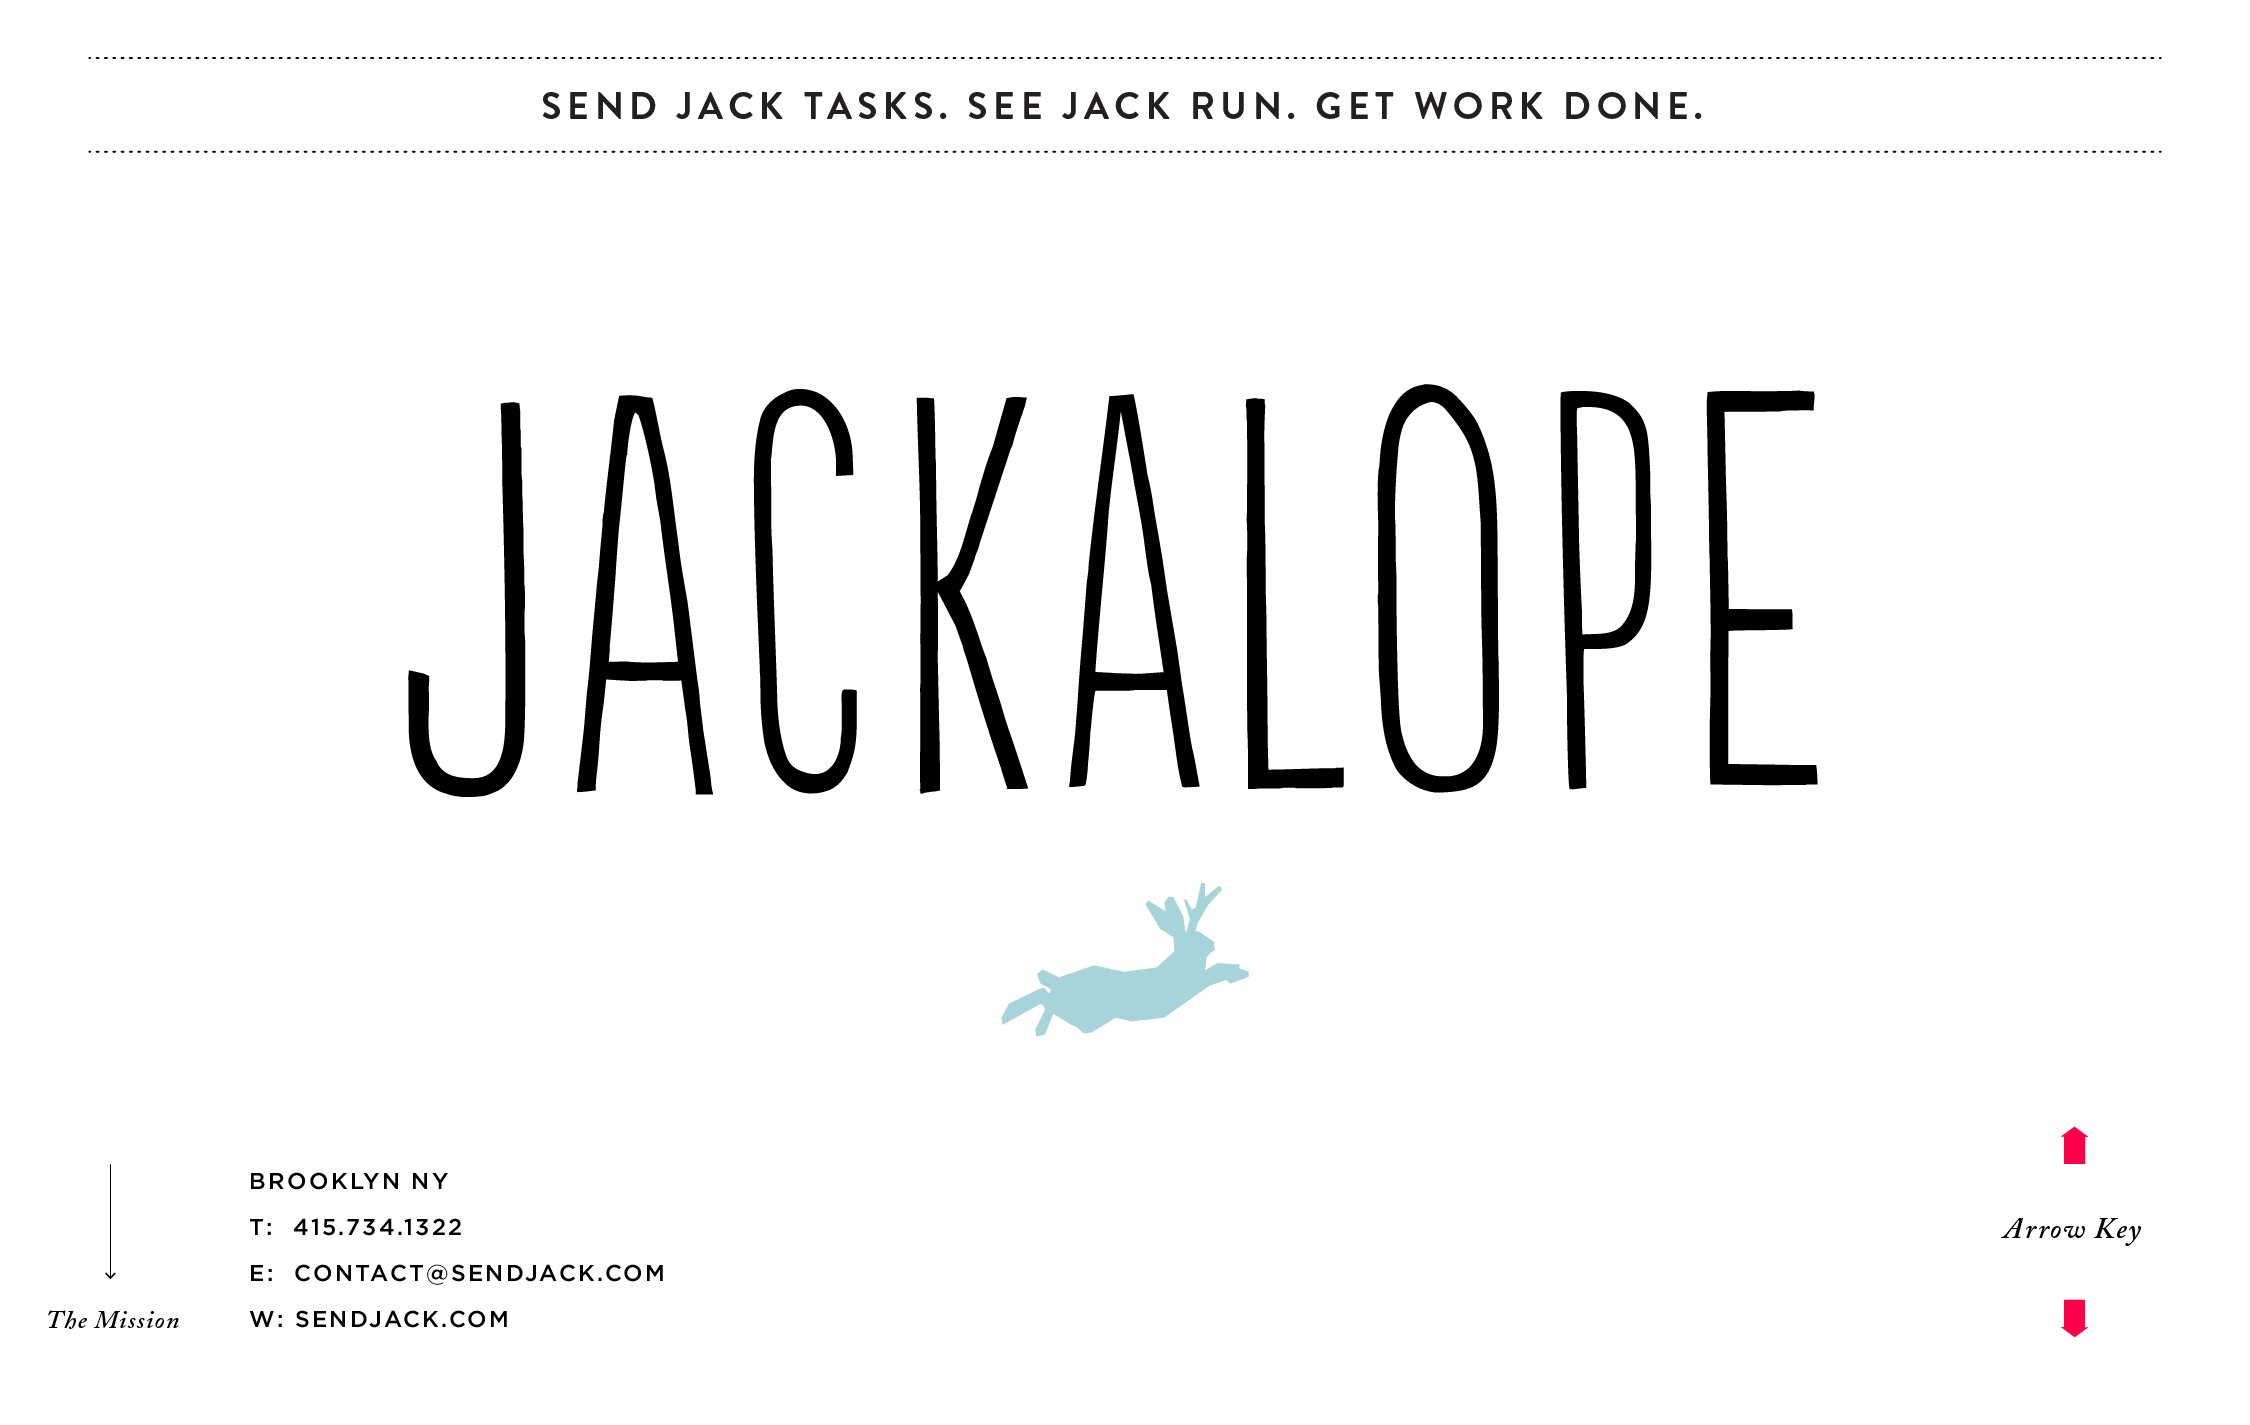 SEND JACK TASKS. SEE JACK RUN. GET WORK DONE.
JACKALOPE
BROOKLYN NY
T: 415.734.1322
E: CONTACT@SENDJACK.COM
W: SENDJACK.COM
The Mission
Arrow Key